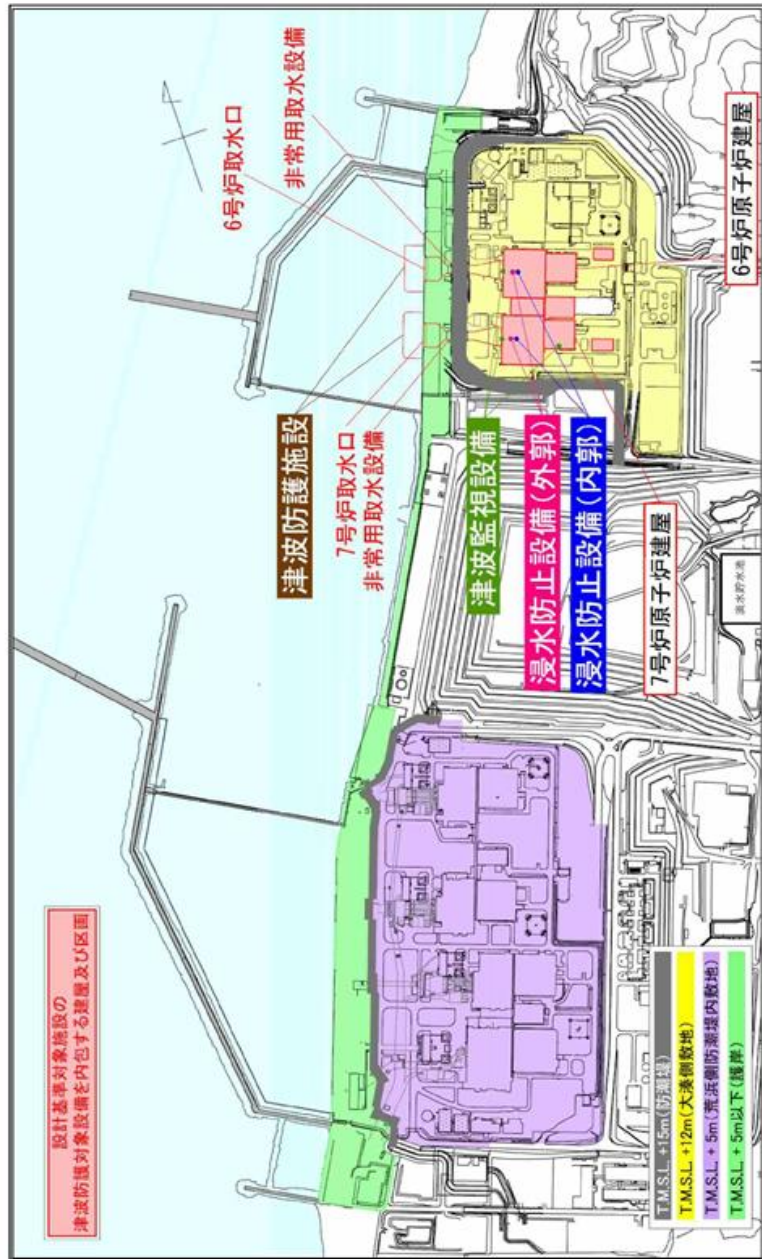 設計基準対象施設の
津波防護対象設備を内包する建屋及び区画
津波防護施設
7号炉取水口
非常用取水設備
6号炉取水口
非常用取水設備
津波監視設備
浸水防止設備(外郭)
浸水防止設備(内郭)
7号炉原子炉建屋
6号炉原子炉建屋
淡水貯水池
T.M.S.L. +15m(防潮堤)
T.M.S.L. +12m(大湊側敷地)
T.M.S.L. + 5m(荒浜側防潮堤内敷地)
T.M.S.L. + 5m以下(護岸)